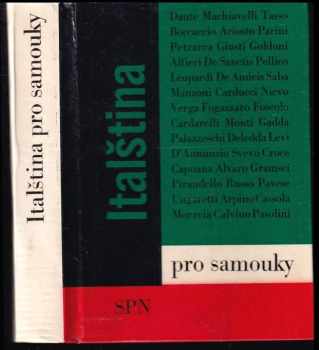 Italština pro samouky
Italština
Dante Machiavelli Tasso
Boccaccio Ariosto Parini
Petrarca Giusti Goldoni
Alfieri De Sanctis Pellico
Leopardi De Amicis Saba
Manzoni Carducci Nievo
Verga Fogazzaro Foscolo
Cardarelli Monti Gadda
Palazzeschi Deledda Levi
D'Annunzio Svevo Croce
Capuana Alvaro Gramsci
Pirandello Russo Pavese
Ungaretti Arpino Cassola
Moravia Calvino Pasolini
pro samouky
SPN